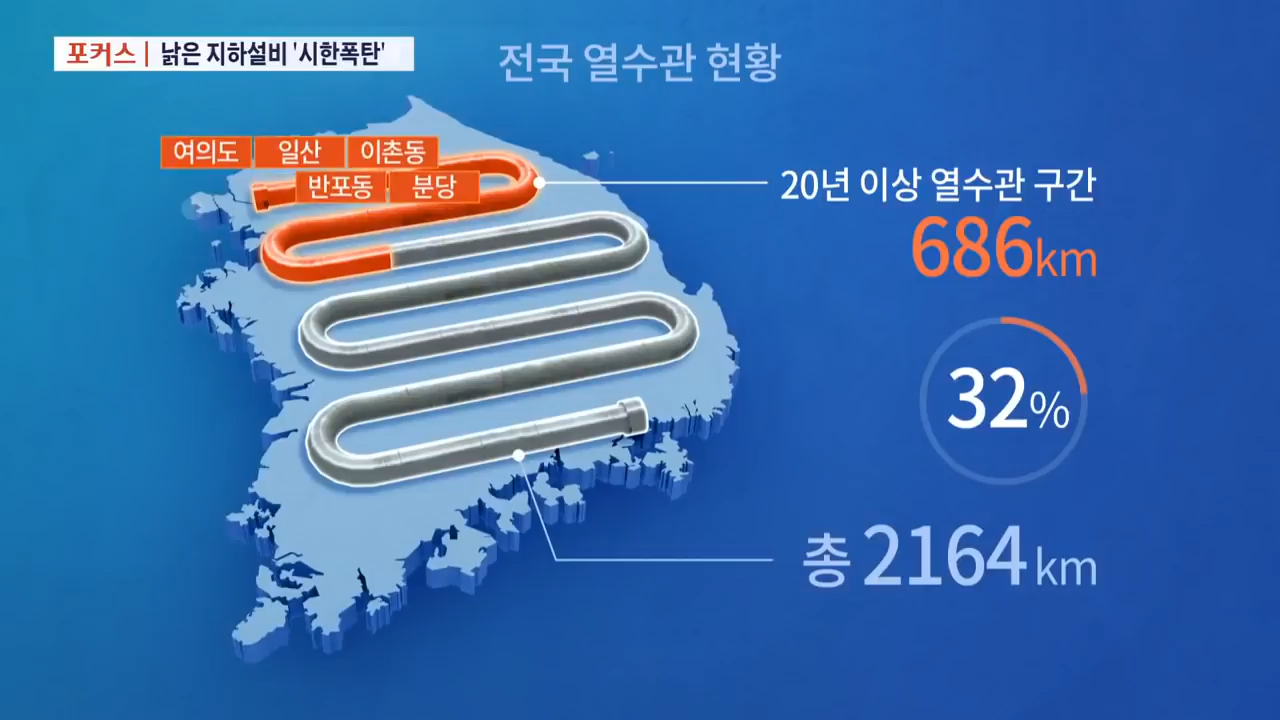 포커스 | 낡은 지하설비 '시한폭탄'
전국 열수관 현황
여의도 일산 이촌동
반포동 분당
20년 이상 열수관 구간
686km
32%
총 2164 km